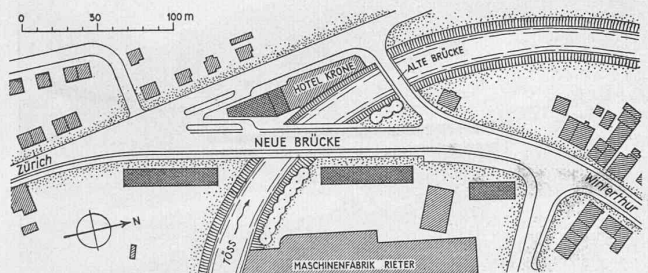 0 50 100 m
HOTEL KRONE
ALTE BRÜCKE
NEUE BRÜCKE
Zürich
Winterthur
N
TÖSS
MASCHINENFABRIK RIETER